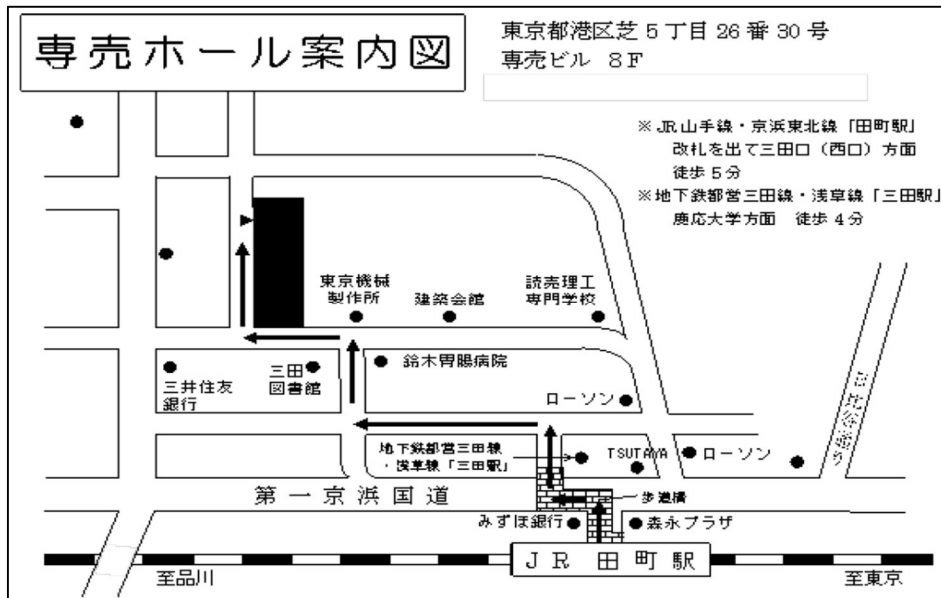 専売ホール案内図
東京都港区芝5丁目26番30号
専売ビル 8F
※JR山手線・京浜東北線「田町駅」
改札を出て三田口（西口）方面
徒歩5分
※地下鉄都営三田線・浅草線「三田駅」
慶応大学方面 徒歩4分
東京機械
製作所
建築会館
読売理工
専門学校
三井住友
銀行
三田
図書館
鈴木胃腸病院
ローソン
地下鉄都営三田線
・浅草線「三田駅」
TSUTAYA
ローソン
第一京浜国道
歩道橋
みずほ銀行
森永プラザ
JR 田町駅
至品川
至東京